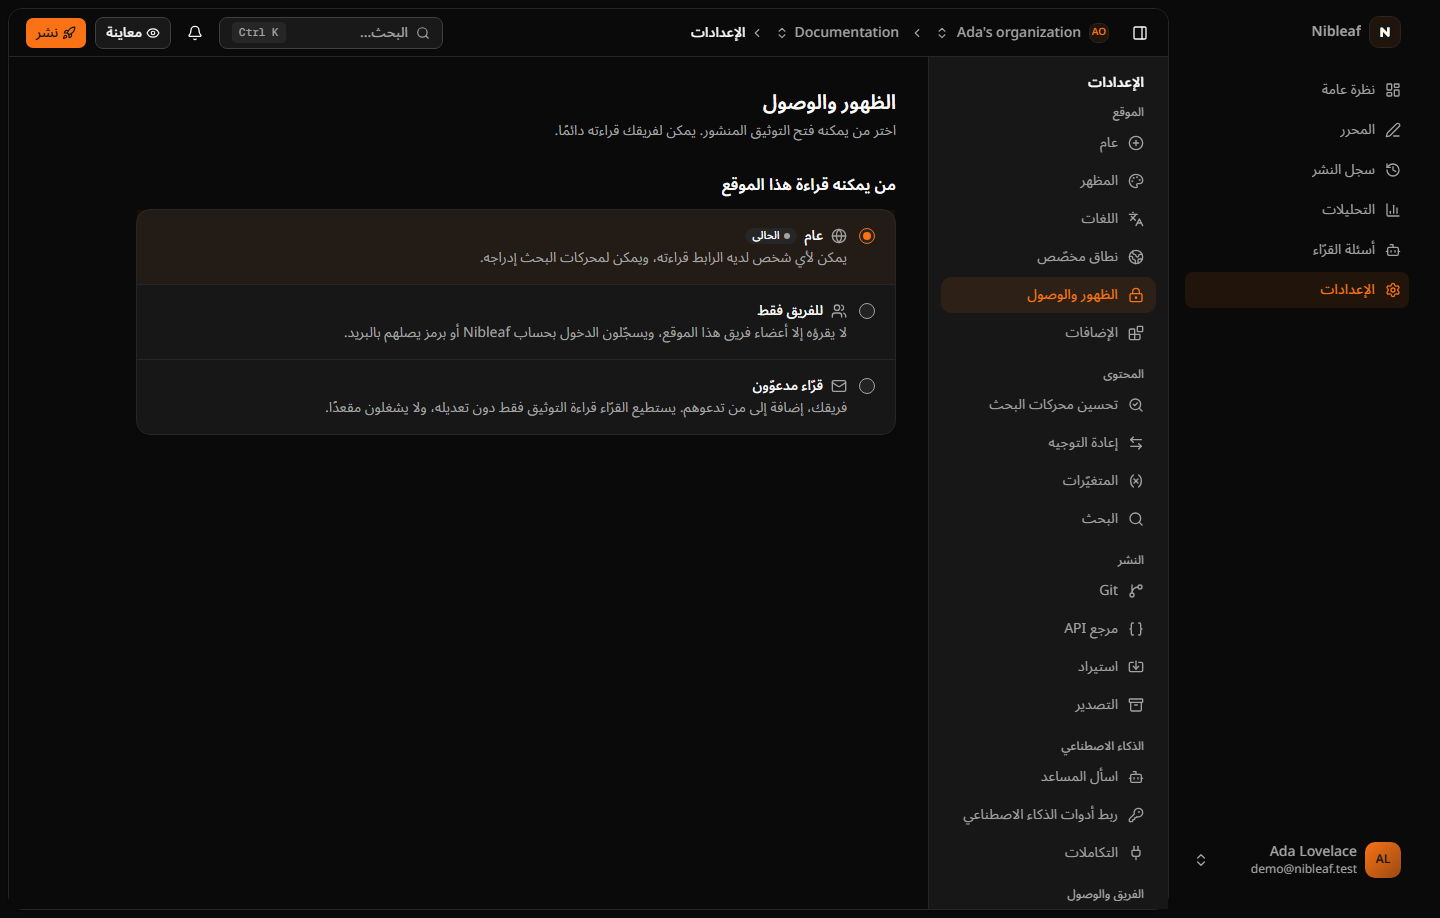 Nibleaf
نظرة عامة
المحرر
سجل النشر
التحليلات
أسئلة القرّاء
الإعدادات
Ada Lovelace
demo@nibleaf.test
AL
AO Ada's organization
Documentation
الإعدادات
البحث...
Ctrl K
معاينة
نشر
الإعدادات
الموقع
عام
المظهر
اللغات
نطاق مخصّص
الظهور والوصول
الإضافات
المحتوى
تحسين محركات البحث
إعادة التوجيه
المتغيّرات
البحث
النشر
Git
مرجع API
استيراد
التصدير
الذكاء الاصطناعي
اسأل المساعد
ربط أدوات الذكاء الاصطناعي
التكاملات
الفريق والوصول
الظهور والوصول
اختر من يمكنه فتح التوثيق المنشور. يمكن لفريقك قراءته دائمًا.
من يمكنه قراءة هذا الموقع
عام
الحالي
يمكن لأي شخص لديه الرابط قراءته، ويمكن لمحركات البحث إدراجه.
للفريق فقط
لا يقرؤه إلا أعضاء فريق هذا الموقع، ويسجّلون الدخول بحساب Nibleaf أو برمز يصلهم بالبريد.
قرّاء مدعوّون
فريقك، إضافة إلى من تدعوهم. يستطيع القرّاء قراءة التوثيق فقط دون تعديله، ولا يشغلون مقعدًا.